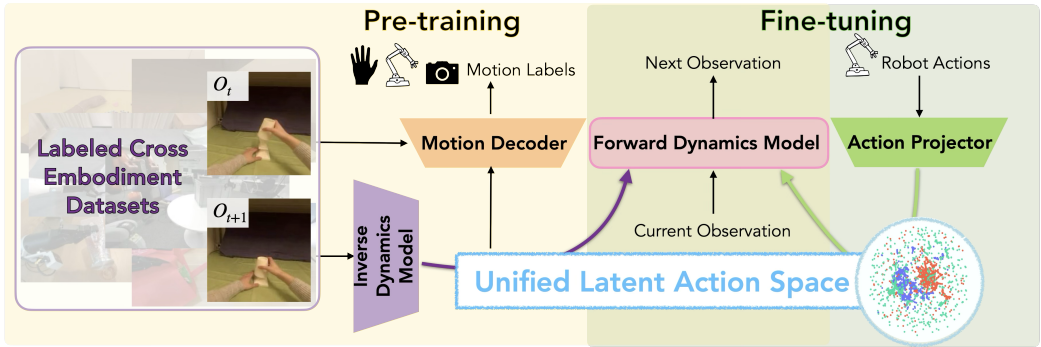 Pre-training
Fine-tuning
Motion Labels
Next Observation
Robot Actions
O_t
Labeled Cross
Embodiment
Datasets
Motion Decoder
Forward Dynamics Model
Action Projector
O_{t+1}
Inverse
Dynamics
Model
Current Observation
Unified Latent Action Space